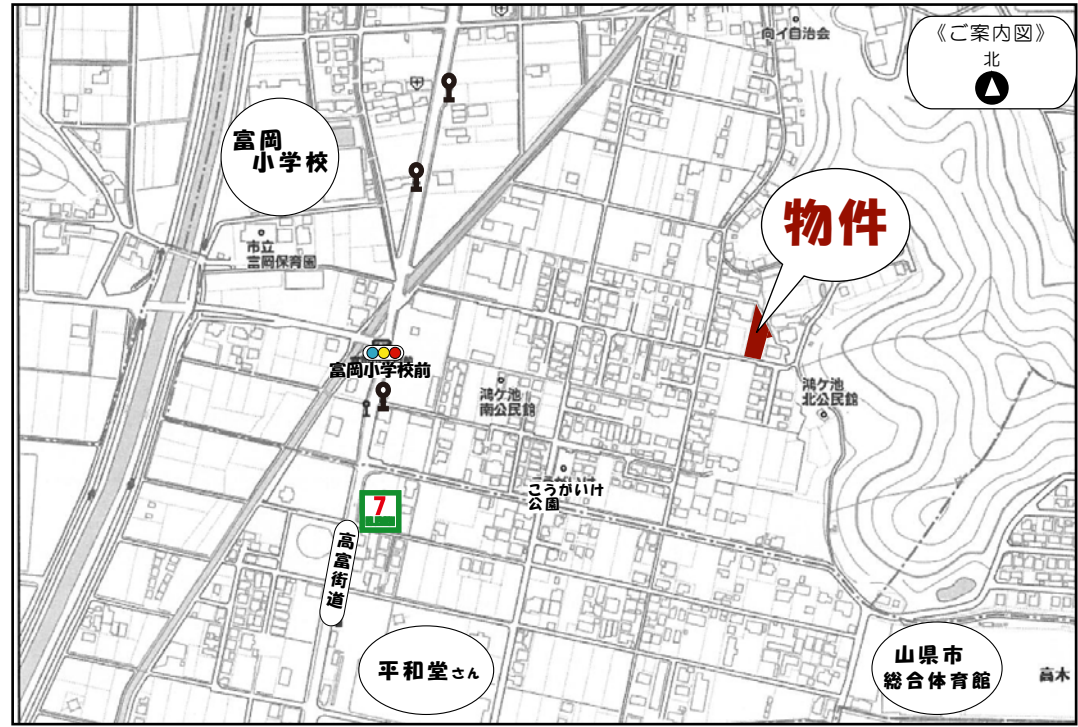 向イ自治会
《ご案内図》
北
富岡
小学校
物件
市立
富岡保育園
富岡小学校前
鴻ケ池
南公民館
鴻ケ池
北公民館
こうがいけ
公園
7
高富街道
平和堂さん
山県市
総合体育館
高木